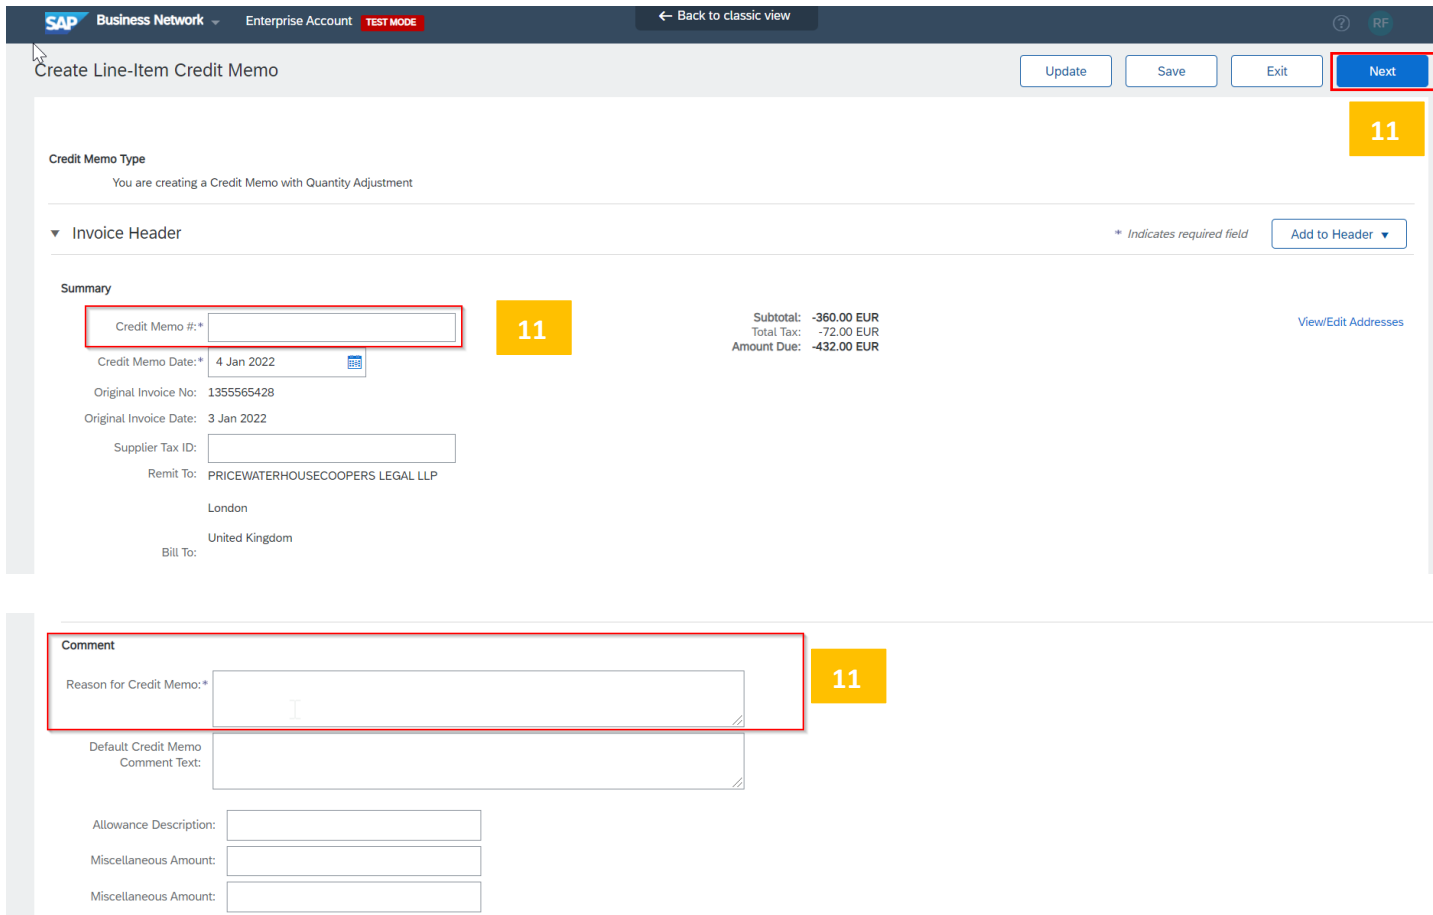 SAP Business Network Enterprise Account TEST MODE ← Back to classic view ? RF
Create Line-Item Credit Memo Update Save Exit Next
11
Credit Memo Type
You are creating a Credit Memo with Quantity Adjustment
▼ Invoice Header * Indicates required field Add to Header ▼
Summary
Credit Memo #:* 11 Subtotal: -360.00 EUR View/Edit Addresses
Total Tax: -72.00 EUR
Amount Due: -432.00 EUR
Credit Memo Date:* 4 Jan 2022
Original Invoice No: 1355565428
Original Invoice Date: 3 Jan 2022
Supplier Tax ID:
Remit To: PRICEWATERHOUSECOOPERS LEGAL LLP
London
United Kingdom
Bill To:
Comment
Reason for Credit Memo:* 11
Default Credit Memo
Comment Text:
Allowance Description:
Miscellaneous Amount:
Miscellaneous Amount: